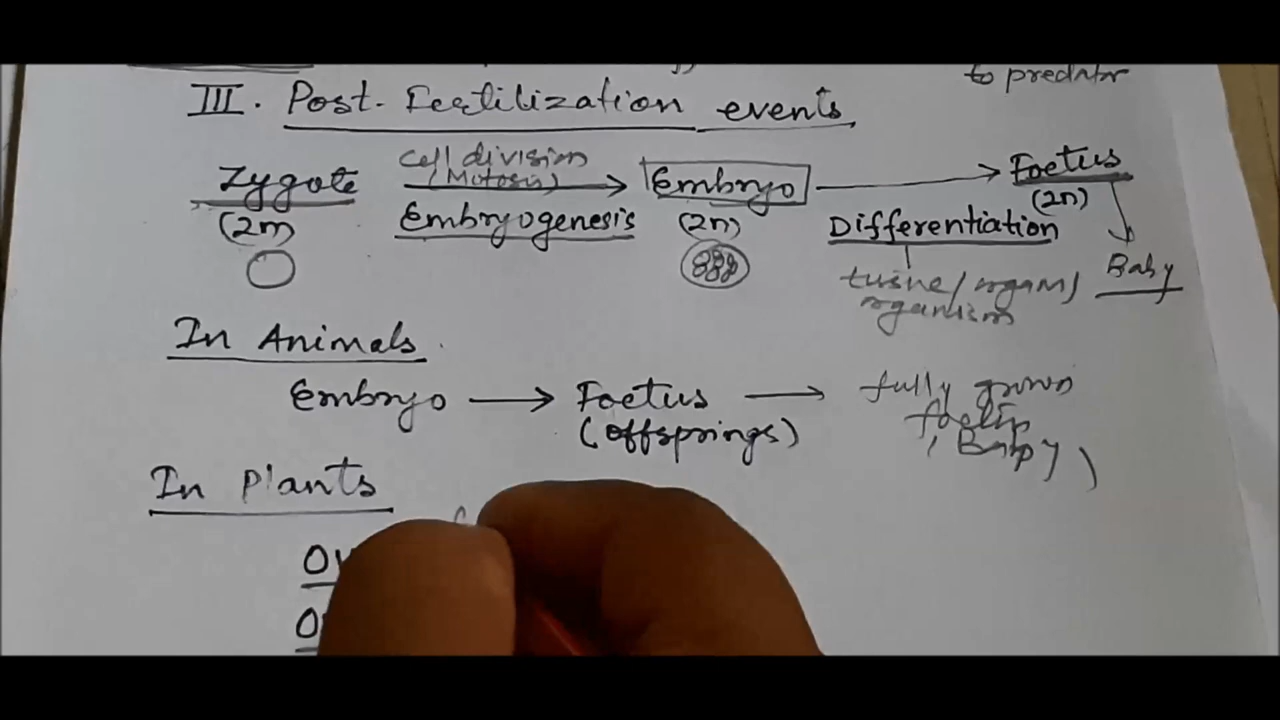 to predator
III. Post-Fertilization events
Zygote cell division (Mitosis) Embryo Foetus
(2n) Embryogenesis (2n) Differentiation (2n)
tissue/organ/ Baby
organism
In Animals
Embryo Foetus fully grown
(offsprings) foetus
(Baby)
In Plants
OV
O